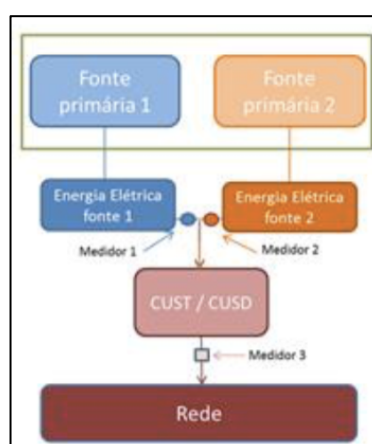 Fonte
primária 1
Fonte
primária 2
Energia Elétrica
fonte 1
Energia Elétrica
fonte 2
Medidor 1
Medidor 2
CUST / CUSD
Medidor 3
Rede